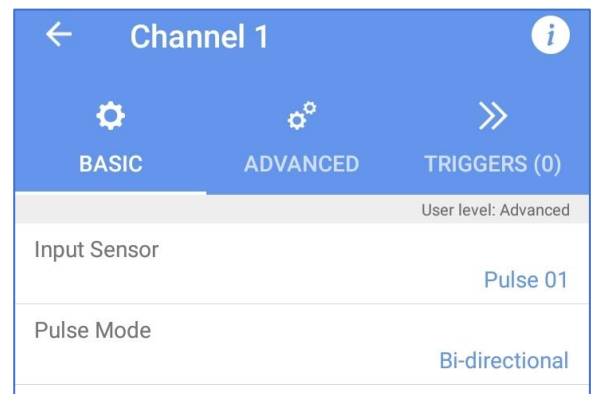 Channel 1
i
BASIC
ADVANCED
TRIGGERS (0)
User level: Advanced
Input Sensor
Pulse 01
Pulse Mode
Bi-directional